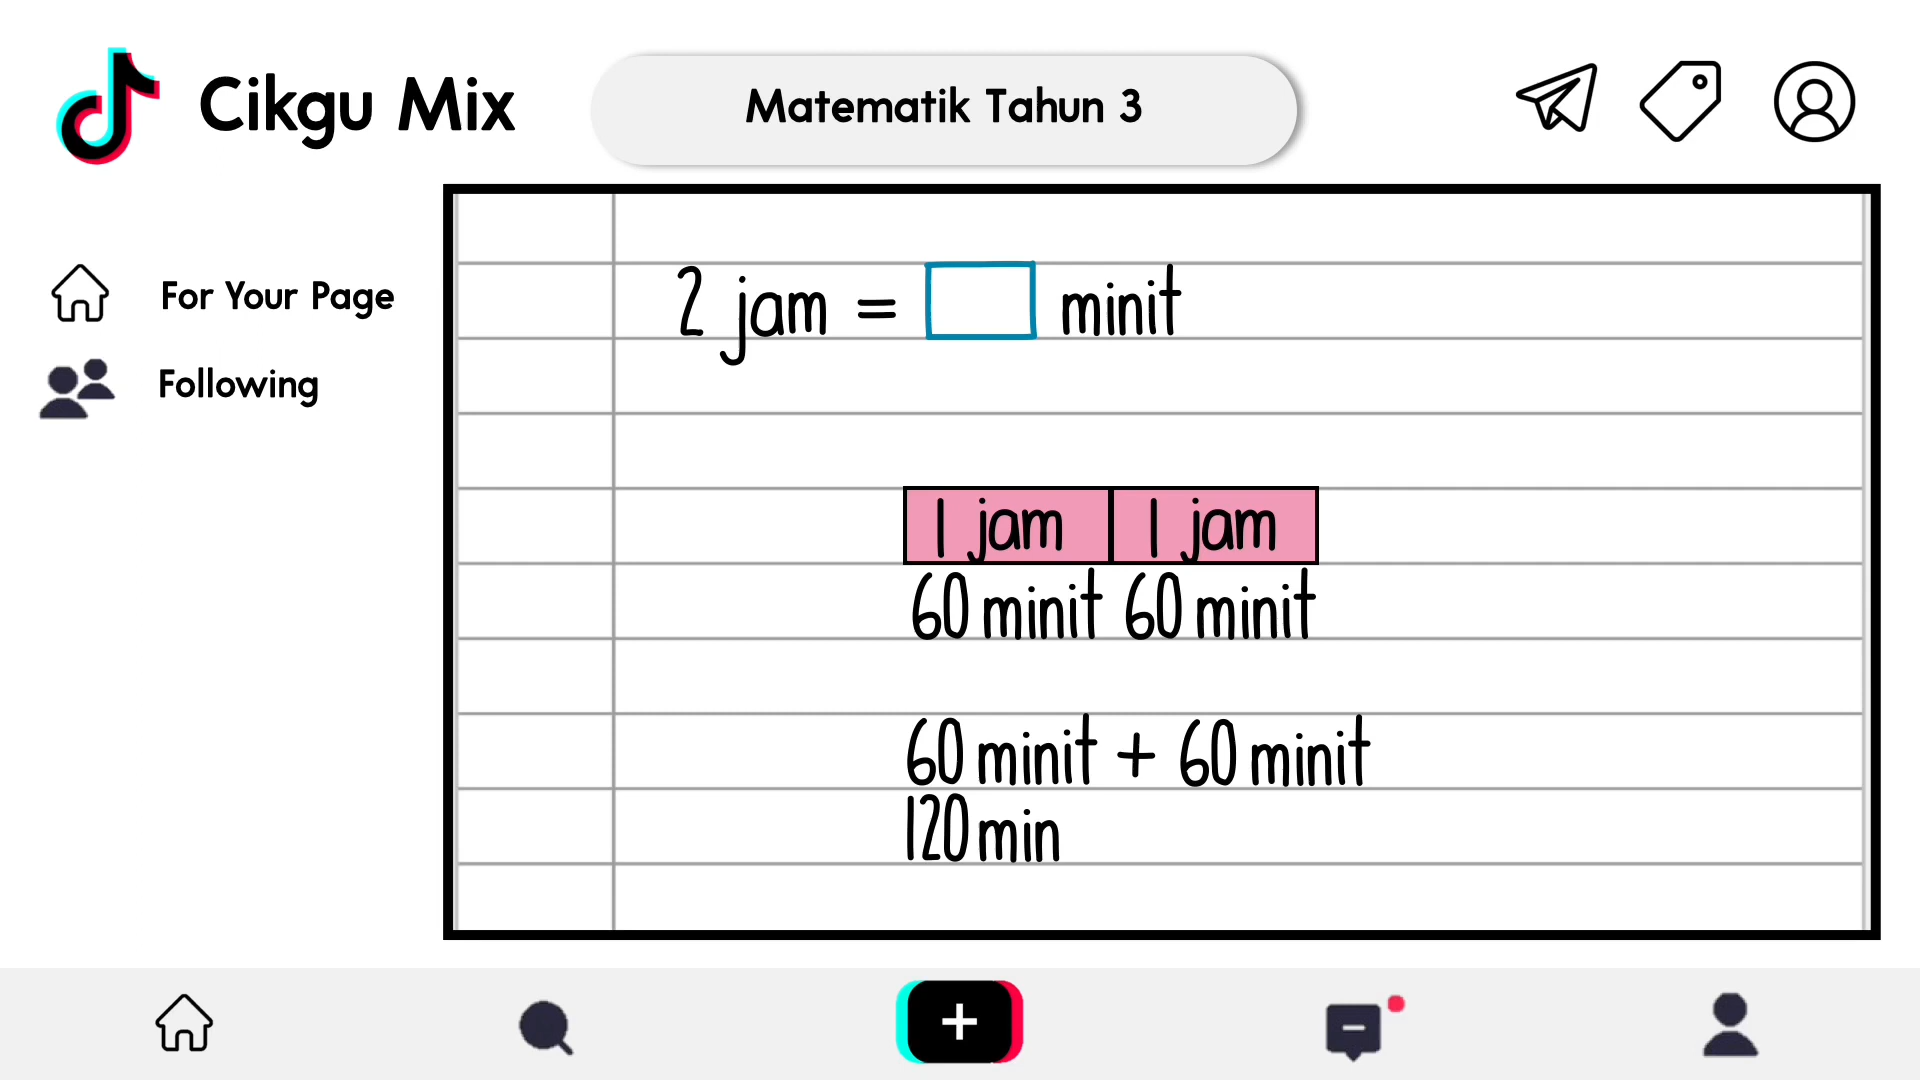 Cikgu Mix
Matematik Tahun 3
For Your Page
Following
2 jam = minit
1 jam 1 jam
60 minit 60 minit
60 minit + 60 minit
120 min